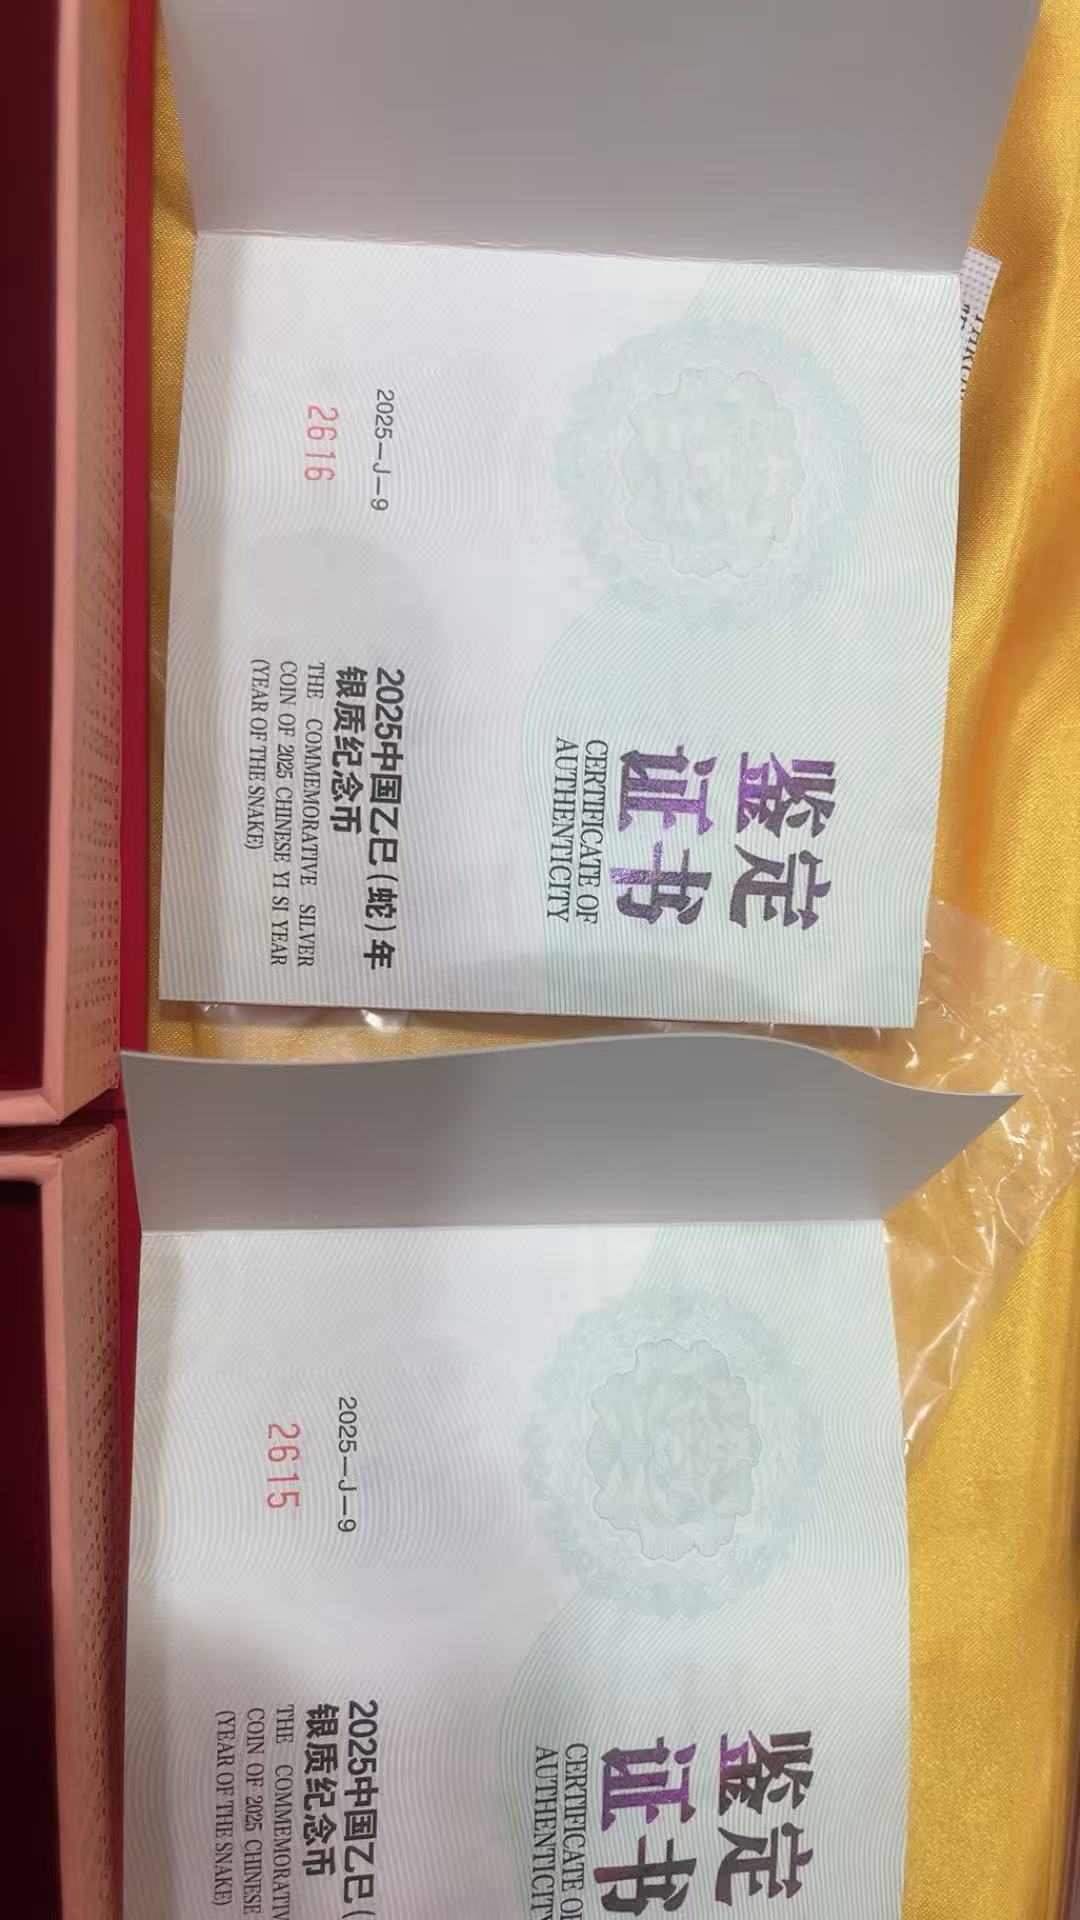 鉴定
证书
CERTIFICATE OF
AUTHENTICITY
2025—J—9
2616
2025中国乙巳(蛇)年
银质纪念币
THE COMMEMORATIVE SILVER
COIN OF 2025 CHINESE YI SI YEAR
(YEAR OF THE SNAKE)
鉴定
证书
CERTIFICATE OF
AUTHENTICITY
2025—J—9
2615
2025中国乙巳(
银质纪念币
THE COMMEMORATIV
COIN OF 2025 CHINESE
(YEAR OF THE SNAKE)